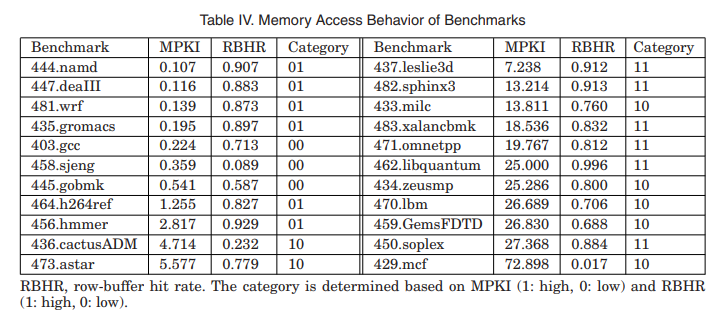 Table IV. Memory Access Behavior of Benchmarks
Benchmark MPKI RBHR Category Benchmark MPKI RBHR Category
444.namd 0.107 0.907 01 437.leslie3d 7.238 0.912 11
447.deaIII 0.116 0.883 01 482.sphinx3 13.214 0.913 11
481.wrf 0.139 0.873 01 433.milc 13.811 0.760 10
435.gromacs 0.195 0.897 01 483.xalancbmk 18.536 0.832 11
403.gcc 0.224 0.713 00 471.omnetpp 19.767 0.812 11
458.sjeng 0.359 0.089 00 462.libquantum 25.000 0.996 11
445.gobmk 0.541 0.587 00 434.zeusmp 25.286 0.800 10
464.h264ref 1.255 0.827 01 470.lbm 26.689 0.706 10
456.hmmer 2.817 0.929 01 459.GemsFDTD 26.830 0.688 10
436.cactusADM 4.714 0.232 10 450.soplex 27.368 0.884 11
473.astar 5.577 0.779 10 429.mcf 72.898 0.017 10
RBHR, row-buffer hit rate. The category is determined based on MPKI (1: high, 0: low) and RBHR
(1: high, 0: low).